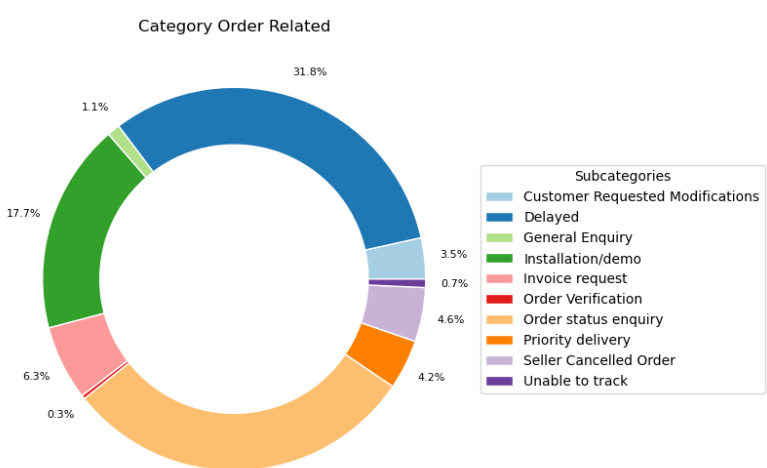 Category Order Related
31.8%
1.1%
17.7%
3.5%
0.7%
4.6%
4.2%
6.3%
0.3%
Subcategories
Customer Requested Modifications
Delayed
General Enquiry
Installation/demo
Invoice request
Order Verification
Order status enquiry
Priority delivery
Seller Cancelled Order
Unable to track